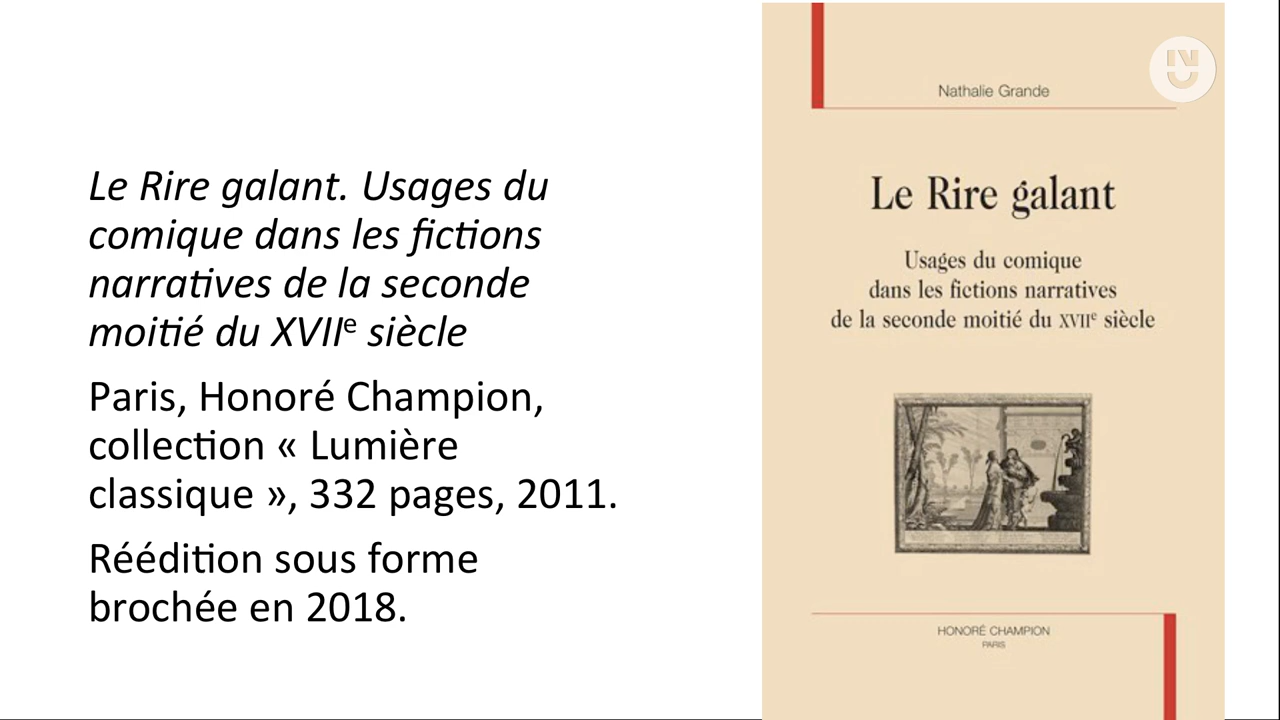 Le Rire galant. Usages du
comique dans les fictions
narratives de la seconde
moitié du XVIIe siècle
Paris, Honoré Champion,
collection « Lumière
classique », 332 pages, 2011.
Réédition sous forme
brochée en 2018.
Nathalie Grande
Le Rire galant
Usages du comique
dans les fictions narratives
de la seconde moitié du XVIIe siècle
HONORÉ CHAMPION
PARIS